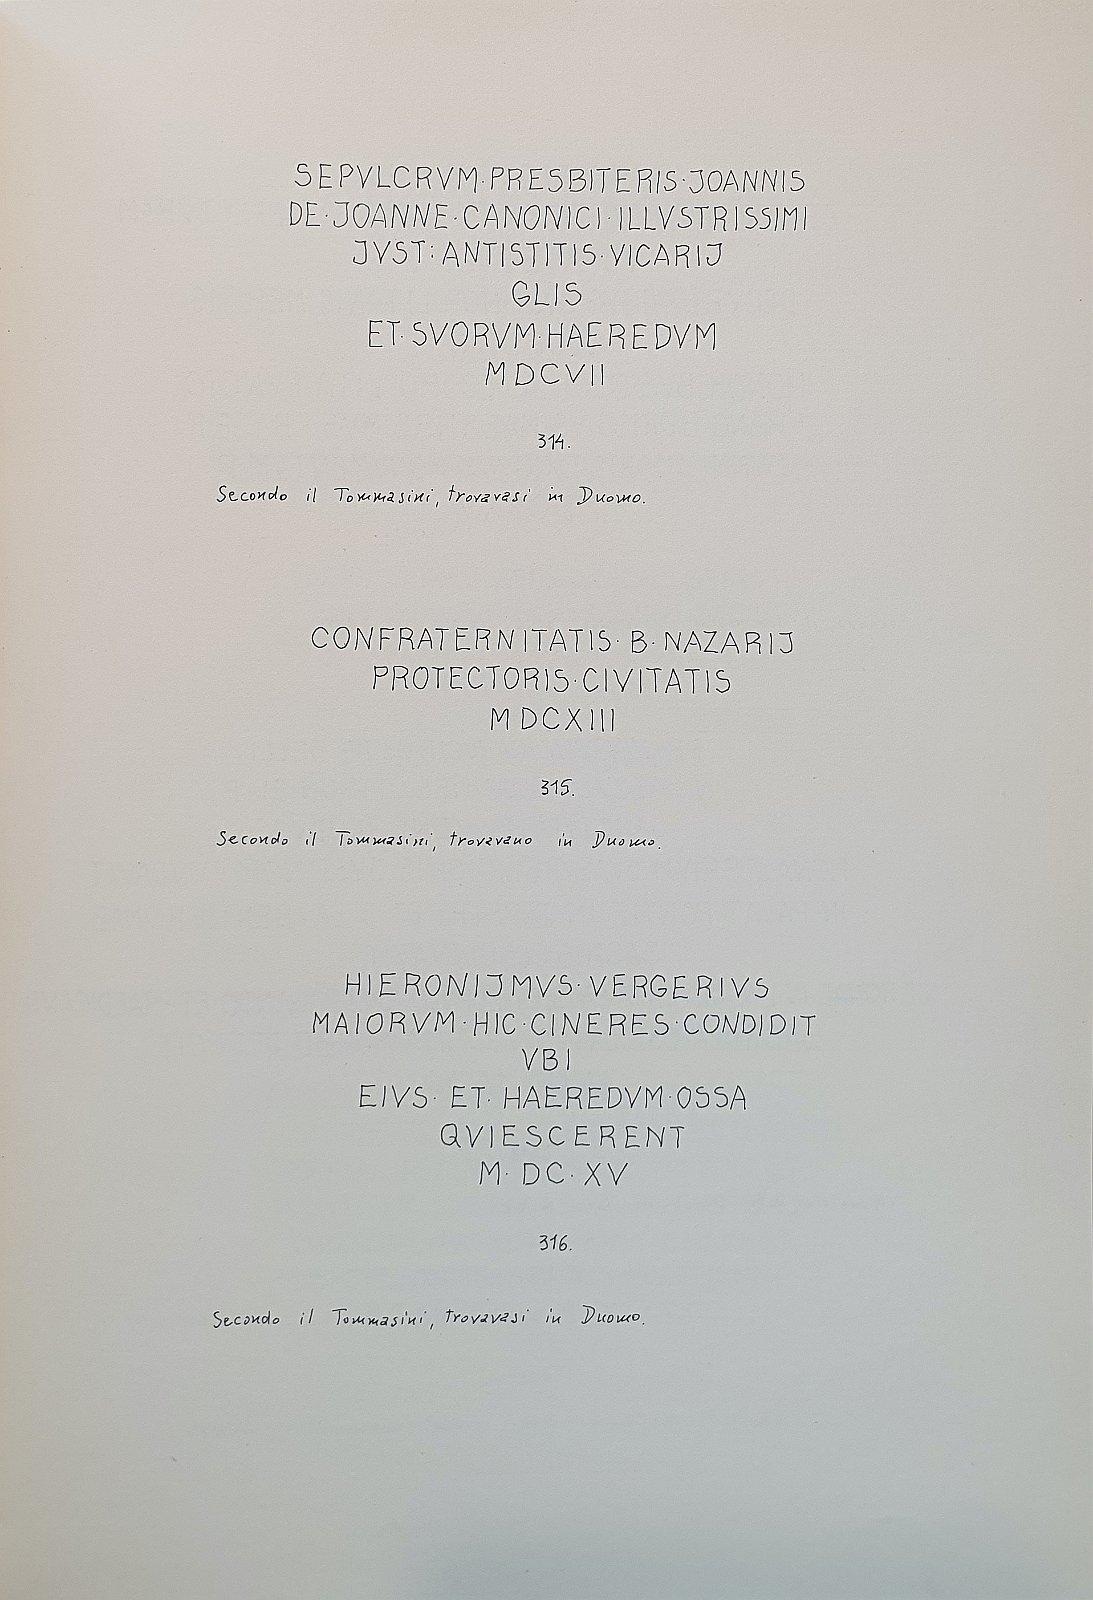 SEPVLCRVM·PRESBITERIS·JOANNIS
DE·JOANNE·CANONICI·ILLVSTRISSIMI
JVST:ANTISTITIS·VICARIJ
GLIS
ET·SVORVM·HAEREDVM
MDCVII
314.
Secondo il Tommasini, trovavasi in Duomo.
CONFRATERNITATIS·B·NAZARIJ
PROTECTORIS·CIVITATIS
MDCXIII
315.
Secondo il Tommasini, trovavano in Duomo.
HIERONIJMVS·VERGERIVS
MAIORVM·HIC·CINERES·CONDIDIT
VBI
EIVS·ET·HAEREDVM·OSSA
QVIESCERENT
M·DC·XV
316.
Secondo il Tommasini, trovavasi in Duomo.